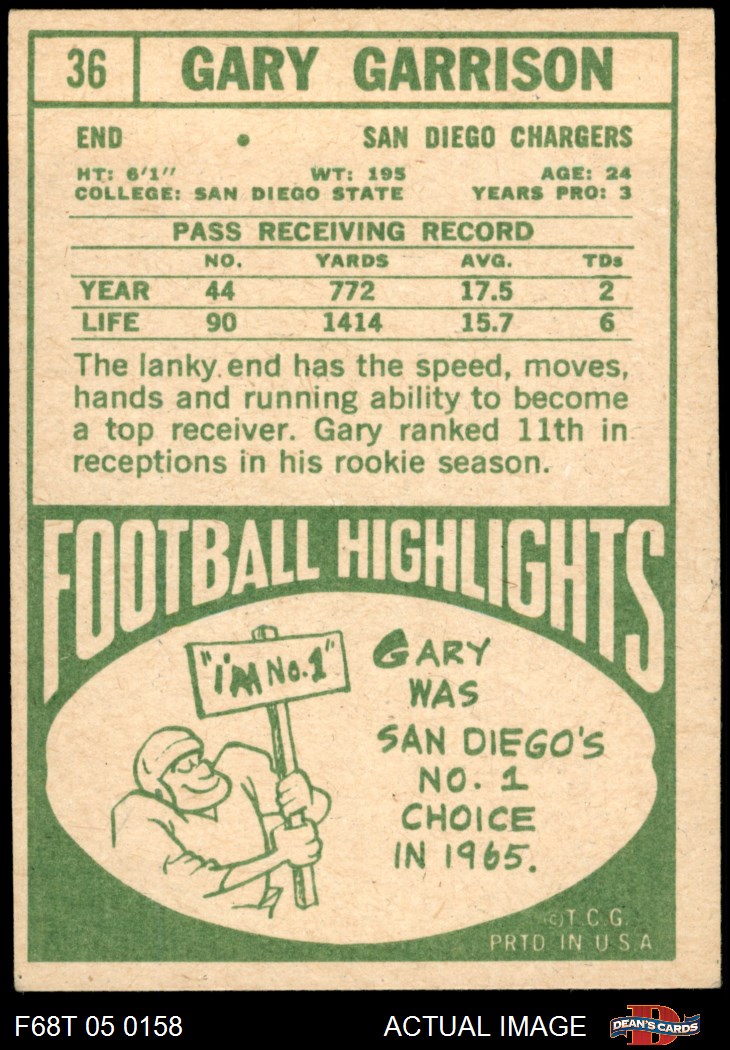 36 GARY GARRISON
END • SAN DIEGO CHARGERS
HT: 6'1" WT: 195 AGE: 24
COLLEGE: SAN DIEGO STATE YEARS PRO: 3
PASS RECEIVING RECORD
NO. YARDS AVG. TDs
YEAR 44 772 17.5 2
LIFE 90 1414 15.7 6
The lanky end has the speed, moves,
hands and running ability to become
a top receiver. Gary ranked 11th in
receptions in his rookie season.
FOOTBALL HIGHLIGHTS
"I'M No. 1"
GARY
WAS
SAN DIEGO'S
NO. 1
CHOICE
IN 1965.
© T.C.G.
PRTD. IN U.S.A
F68T 05 0158 ACTUAL IMAGE
D
DEAN'S CARDS